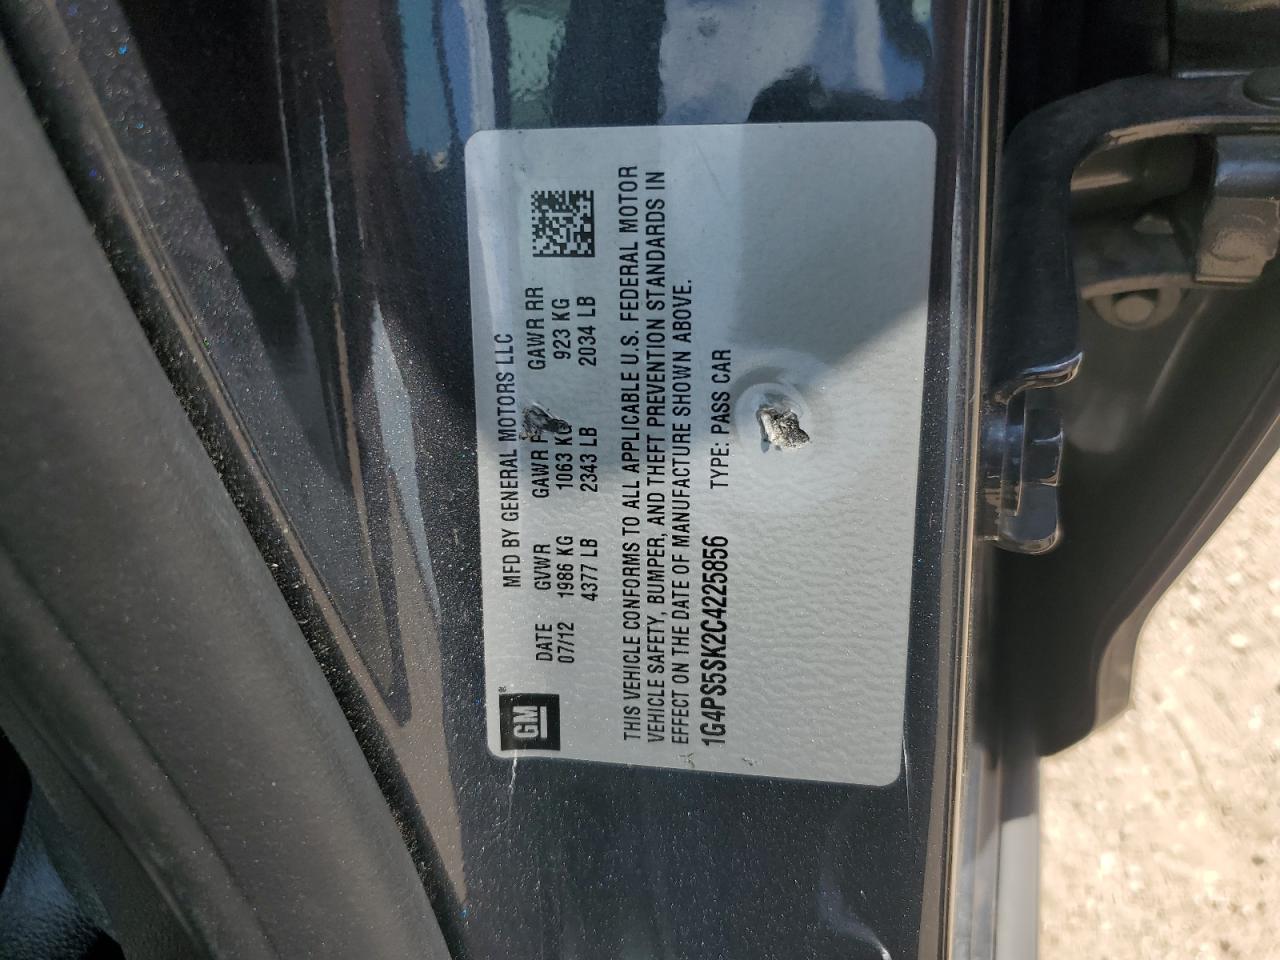 GM ®
MFD BY GENERAL MOTORS LLC
DATE GVWR GAWR GAWR RR
07/12 1986 KG 1063 KG 923 KG
4377 LB 2343 LB 2034 LB
THIS VEHICLE CONFORMS TO ALL APPLICABLE U.S. FEDERAL MOTOR
VEHICLE SAFETY, BUMPER, AND THEFT PREVENTION STANDARDS IN
EFFECT ON THE DATE OF MANUFACTURE SHOWN ABOVE.
1G4PS5SK2C4225856 TYPE: PASS CAR